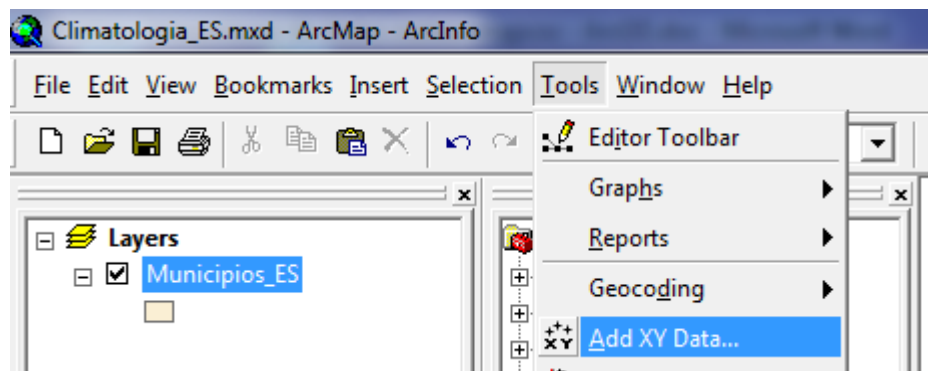 Climatologia_ES.mxd - ArcMap - ArcInfo
File Edit View Bookmarks Insert Selection Tools Window Help
Editor Toolbar
Graphs
Layers
Reports
Municipios_ES
Geocoding
XY Add XY Data...